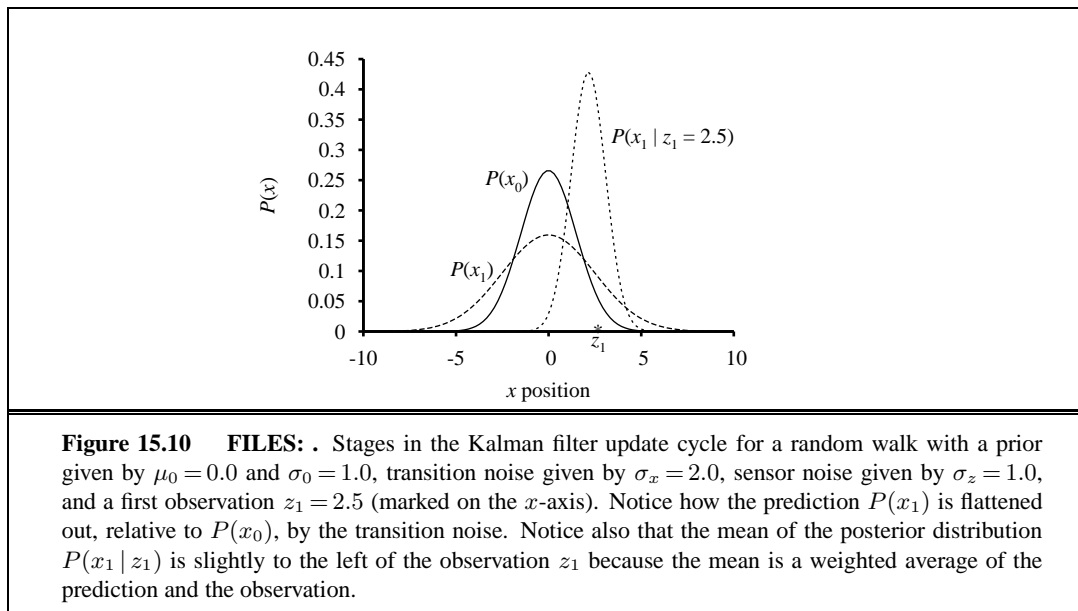 0.45
0.4
0.35
0.3
0.25
0.2
0.15
0.1
0.05
0
P(x)
P(x₁ | z₁ = 2.5)
P(x₀)
P(x₁)
*
z₁
-10 -5 0 5 10
x position
Figure 15.10 FILES: . Stages in the Kalman filter update cycle for a random walk with a prior
given by μ₀ = 0.0 and σ₀ = 1.0, transition noise given by σₓ = 2.0, sensor noise given by σ_z = 1.0,
and a first observation z₁ = 2.5 (marked on the x-axis). Notice how the prediction P(x₁) is flattened
out, relative to P(x₀), by the transition noise. Notice also that the mean of the posterior distribution
P(x₁ | z₁) is slightly to the left of the observation z₁ because the mean is a weighted average of the
prediction and the observation.